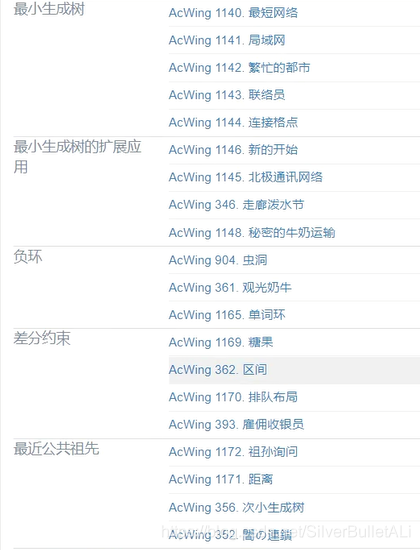 最小生成树
AcWing 1140. 最短网络
AcWing 1141. 局域网
AcWing 1142. 繁忙的都市
AcWing 1143. 联络员
AcWing 1144. 连接格点
最小生成树的扩展应
用
AcWing 1146. 新的开始
AcWing 1145. 北极通讯网络
AcWing 346. 走廊泼水节
AcWing 1148. 秘密的牛奶运输
负环
AcWing 904. 虫洞
AcWing 361. 观光奶牛
AcWing 1165. 单词环
差分约束
AcWing 1169. 糖果
AcWing 362. 区间
AcWing 1170. 排队布局
AcWing 393. 雇佣收银员
最近公共祖先
AcWing 1172. 祖孙询问
AcWing 1171. 距离
AcWing 356. 次小生成树
AcWing 352. 闇の連鎖